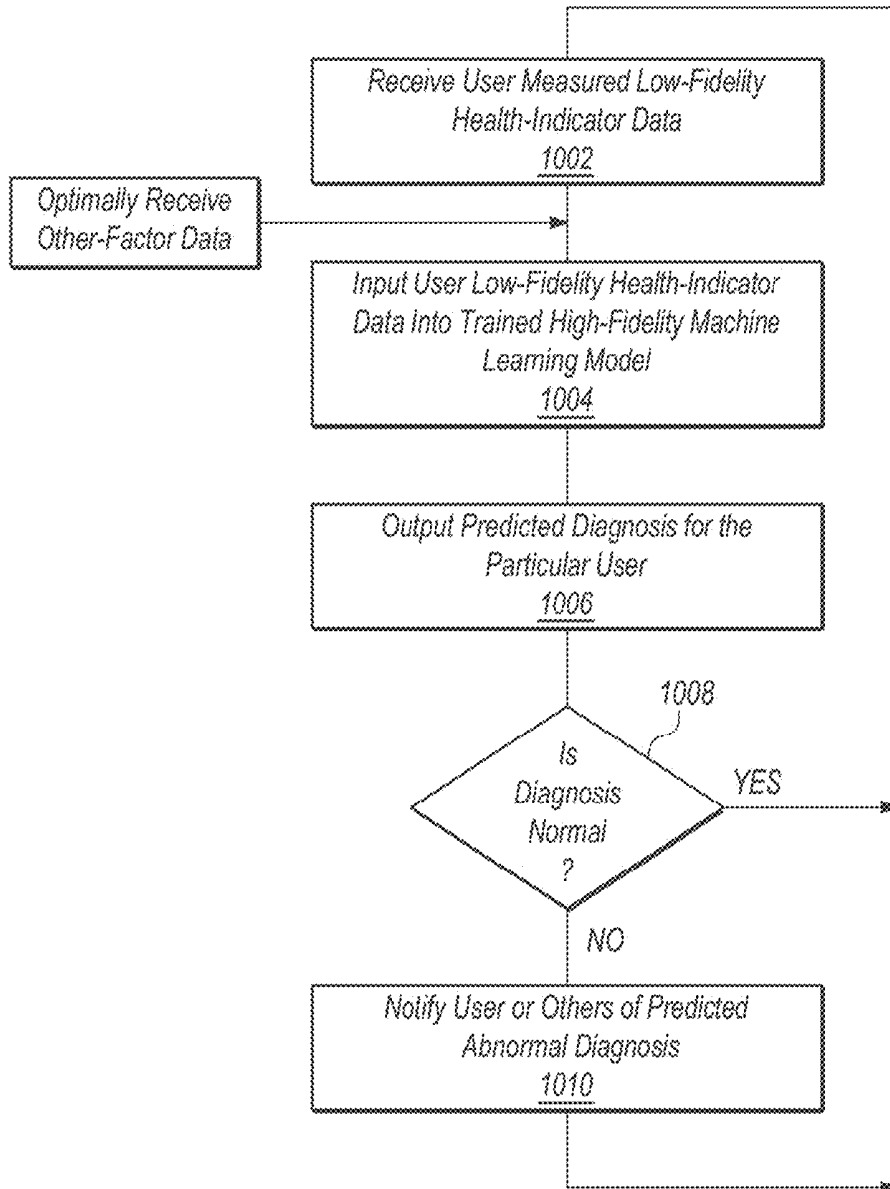 Receive User Measured Low-Fidelity
Health-Indicator Data
1002
Optimally Receive
Other-Factor Data
Input User Low-Fidelity Health-Indicator
Data Into Trained High-Fidelity Machine
Learning Model
1004
Output Predicted Diagnosis for the
Particular User
1006
1008
Is
Diagnosis
Normal
?
YES
NO
Notify User or Others of Predicted
Abnormal Diagnosis
1010